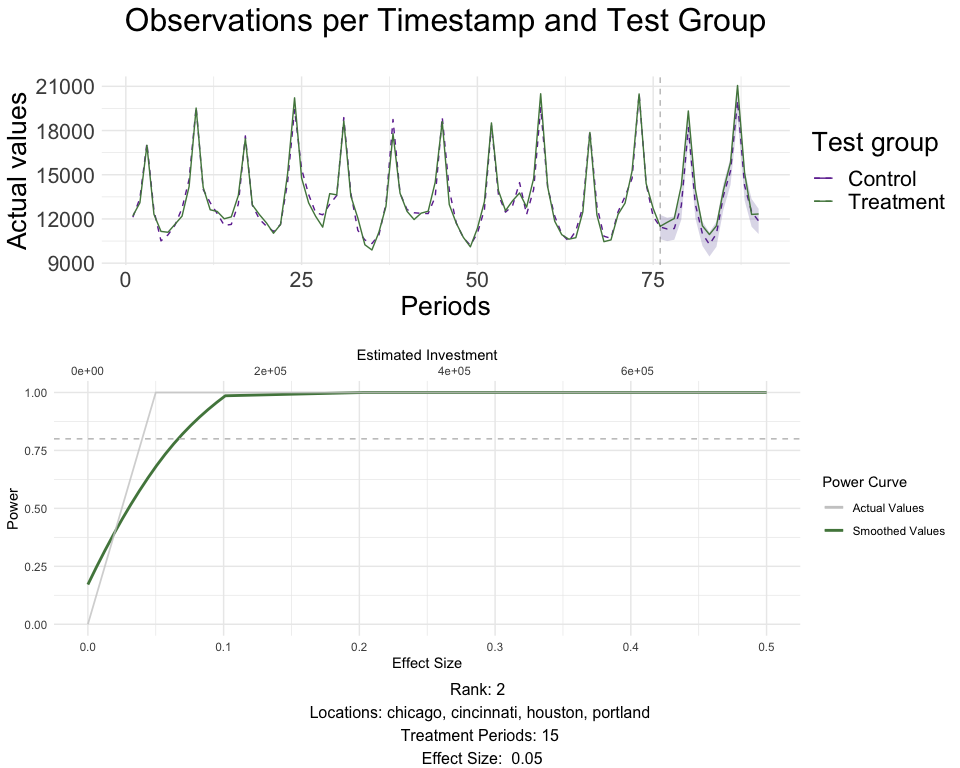 Observations per Timestamp and Test Group
Actual values
21000
18000
15000
12000
9000
0
25
50
75
Periods
Test group
Control
Treatment
Estimated Investment
0e+00
2e+05
4e+05
6e+05
Power
1.00
0.75
0.50
0.25
0.00
0.0
0.1
0.2
0.3
0.4
0.5
Effect Size
Power Curve
Actual Values
Smoothed Values
Rank: 2
Locations: chicago, cincinnati, houston, portland
Treatment Periods: 15
Effect Size:  0.05